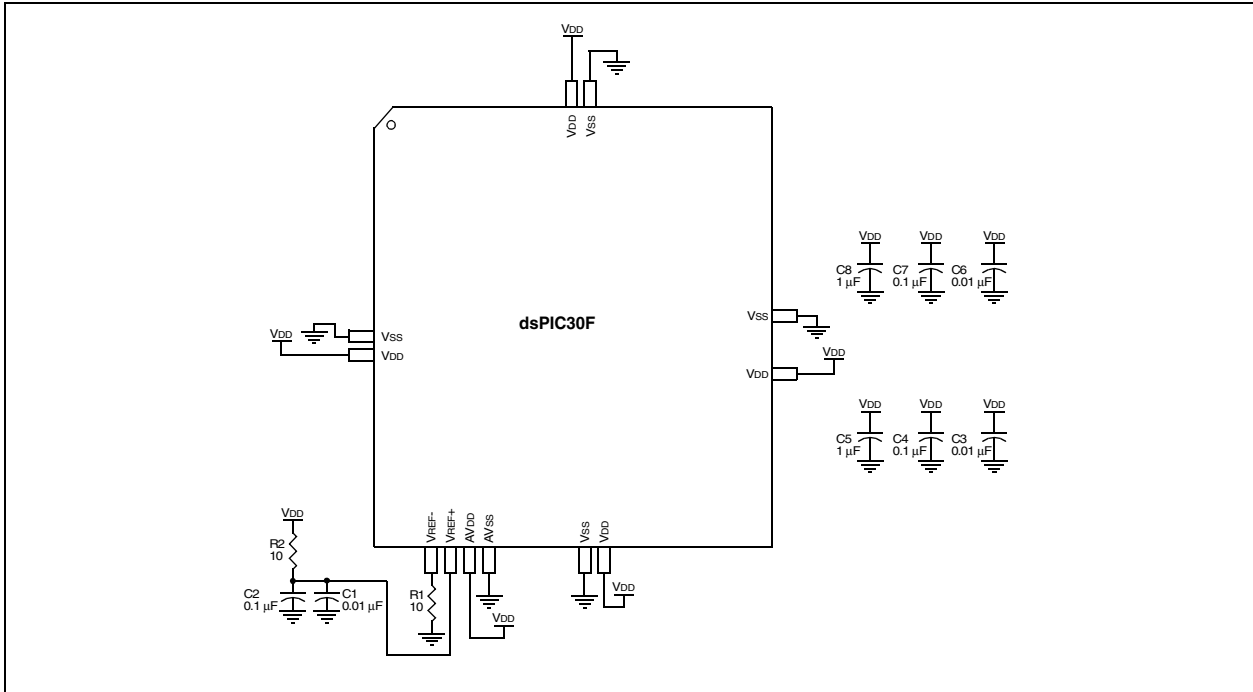 VDD
VDD
VSS
VDD
VDD
VDD
C8
1 µF
C7
0.1 µF
C6
0.01 µF
dsPIC30F
VSS
VDD
VSS
VDD
VDD
VDD
VDD
VDD
VDD
C5
1 µF
C4
0.1 µF
C3
0.01 µF
VREF-
VREF+
AVDD
AVSS
VSS
VDD
VDD
R2
10
C2
0.1 µF
C1
0.01 µF
R1
10
VDD
VDD